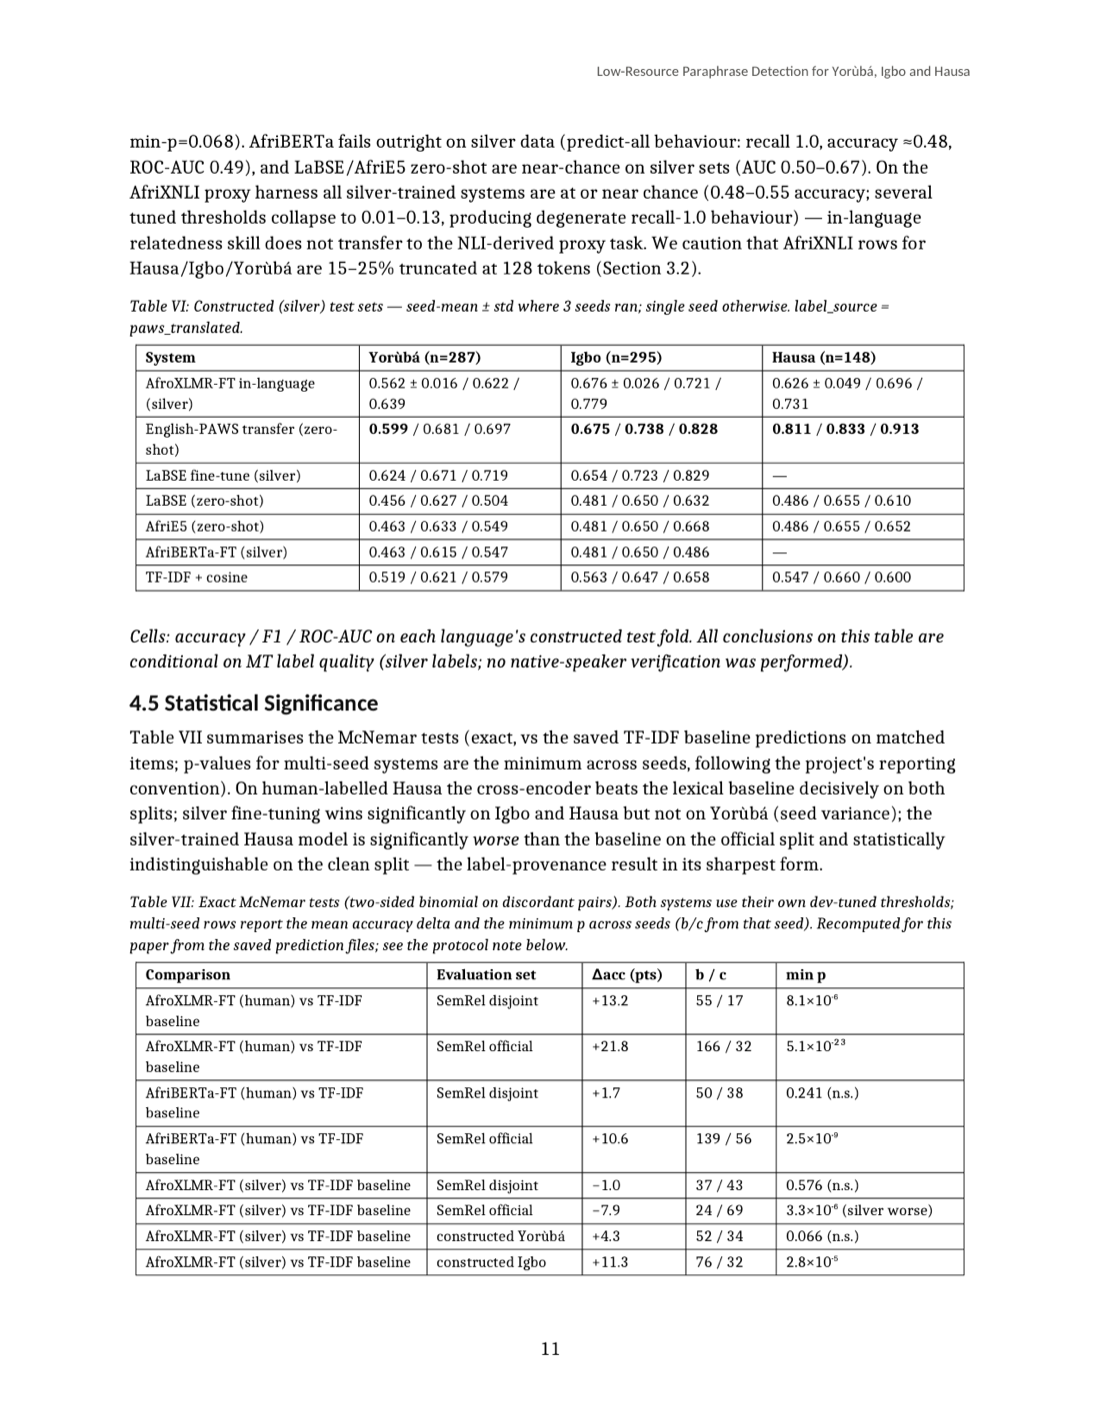 Low-Resource Paraphrase Detection for Yorùbá, Igbo and Hausa
min-p=0.068). AfriBERTa fails outright on silver data (predict-all behaviour: recall 1.0, accuracy ≈0.48,
ROC-AUC 0.49), and LaBSE/AfriE5 zero-shot are near-chance on silver sets (AUC 0.50–0.67). On the
AfriXNLI proxy harness all silver-trained systems are at or near chance (0.48–0.55 accuracy; several
tuned thresholds collapse to 0.01–0.13, producing degenerate recall-1.0 behaviour) — in-language
relatedness skill does not transfer to the NLI-derived proxy task. We caution that AfriXNLI rows for
Hausa/Igbo/Yorùbá are 15–25% truncated at 128 tokens (Section 3.2).
Table VI: Constructed (silver) test sets — seed-mean ± std where 3 seeds ran; single seed otherwise. label_source =
paws_translated.
System Yorùbá (n=287) Igbo (n=295) Hausa (n=148)
AfroXLMR-FT in-language 0.562 ± 0.016 / 0.622 / 0.676 ± 0.026 / 0.721 / 0.626 ± 0.049 / 0.696 /
(silver) 0.639 0.779 0.731
English-PAWS transfer (zero- 0.599 / 0.681 / 0.697 0.675 / 0.738 / 0.828 0.811 / 0.833 / 0.913
shot)
LaBSE fine-tune (silver) 0.624 / 0.671 / 0.719 0.654 / 0.723 / 0.829 —
LaBSE (zero-shot) 0.456 / 0.627 / 0.504 0.481 / 0.650 / 0.632 0.486 / 0.655 / 0.610
AfriE5 (zero-shot) 0.463 / 0.633 / 0.549 0.481 / 0.650 / 0.668 0.486 / 0.655 / 0.652
AfriBERTa-FT (silver) 0.463 / 0.615 / 0.547 0.481 / 0.650 / 0.486 —
TF-IDF + cosine 0.519 / 0.621 / 0.579 0.563 / 0.647 / 0.658 0.547 / 0.660 / 0.600
Cells: accuracy / F1 / ROC-AUC on each language's constructed test fold. All conclusions on this table are
conditional on MT label quality (silver labels; no native-speaker verification was performed).
4.5 Statistical Significance
Table VII summarises the McNemar tests (exact, vs the saved TF-IDF baseline predictions on matched
items; p-values for multi-seed systems are the minimum across seeds, following the project's reporting
convention). On human-labelled Hausa the cross-encoder beats the lexical baseline decisively on both
splits; silver fine-tuning wins significantly on Igbo and Hausa but not on Yorùbá (seed variance); the
silver-trained Hausa model is significantly worse than the baseline on the official split and statistically
indistinguishable on the clean split — the label-provenance result in its sharpest form.
Table VII: Exact McNemar tests (two-sided binomial on discordant pairs). Both systems use their own dev-tuned thresholds;
multi-seed rows report the mean accuracy delta and the minimum p across seeds (b/c from that seed). Recomputed for this
paper from the saved prediction files; see the protocol note below.
Comparison Evaluation set Δacc (pts) b / c min p
AfroXLMR-FT (human) vs TF-IDF SemRel disjoint +13.2 55 / 17 8.1×10⁻⁶
baseline
AfroXLMR-FT (human) vs TF-IDF SemRel official +21.8 166 / 32 5.1×10⁻²³
baseline
AfriBERTa-FT (human) vs TF-IDF SemRel disjoint +1.7 50 / 38 0.241 (n.s.)
baseline
AfriBERTa-FT (human) vs TF-IDF SemRel official +10.6 139 / 56 2.5×10⁻⁹
baseline
AfroXLMR-FT (silver) vs TF-IDF baseline SemRel disjoint −1.0 37 / 43 0.576 (n.s.)
AfroXLMR-FT (silver) vs TF-IDF baseline SemRel official −7.9 24 / 69 3.3×10⁻⁶ (silver worse)
AfroXLMR-FT (silver) vs TF-IDF baseline constructed Yorùbá +4.3 52 / 34 0.066 (n.s.)
AfroXLMR-FT (silver) vs TF-IDF baseline constructed Igbo +11.3 76 / 32 2.8×10⁻⁵
11